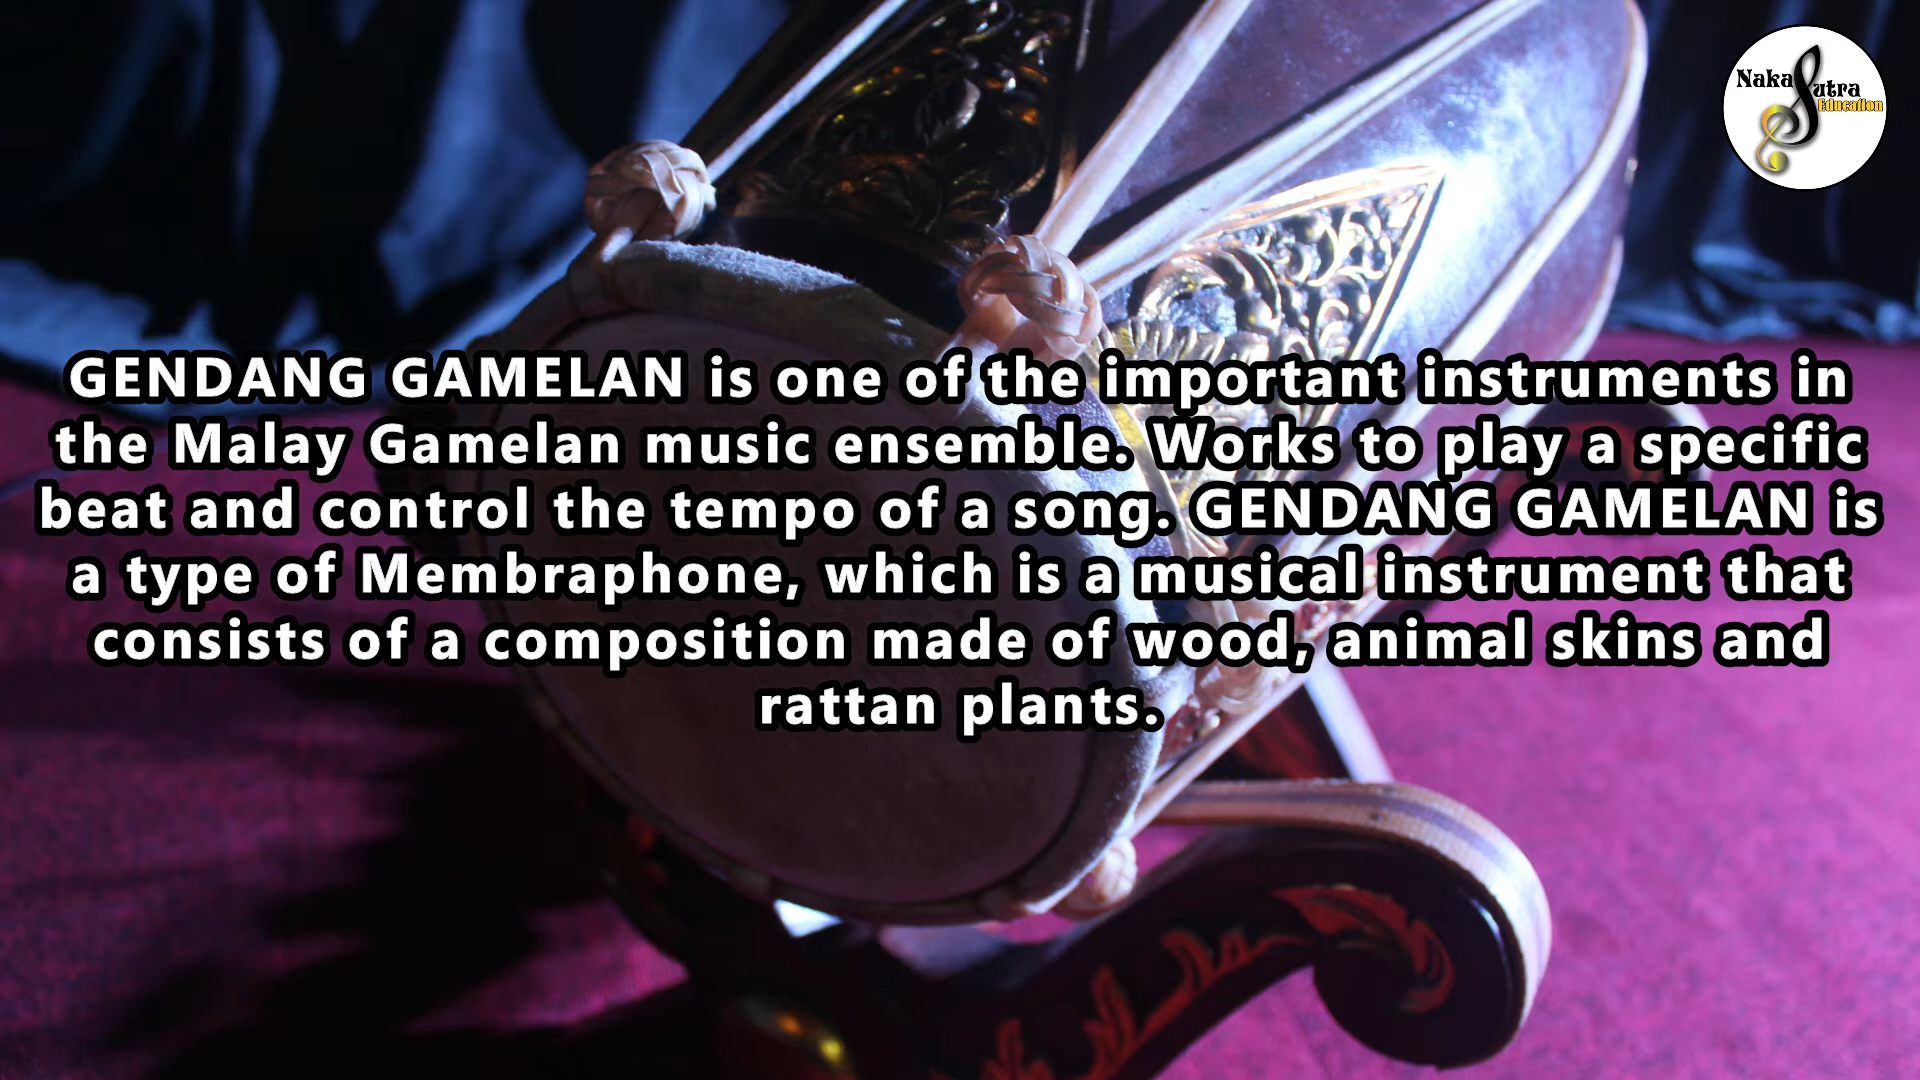 Naka Sutra
Education
GENDANG GAMELAN is one of the important instruments in
the Malay Gamelan music ensemble. Works to play a specific
beat and control the tempo of a song. GENDANG GAMELAN is
a type of Membraphone, which is a musical instrument that
consists of a composition made of wood, animal skins and
rattan plants.